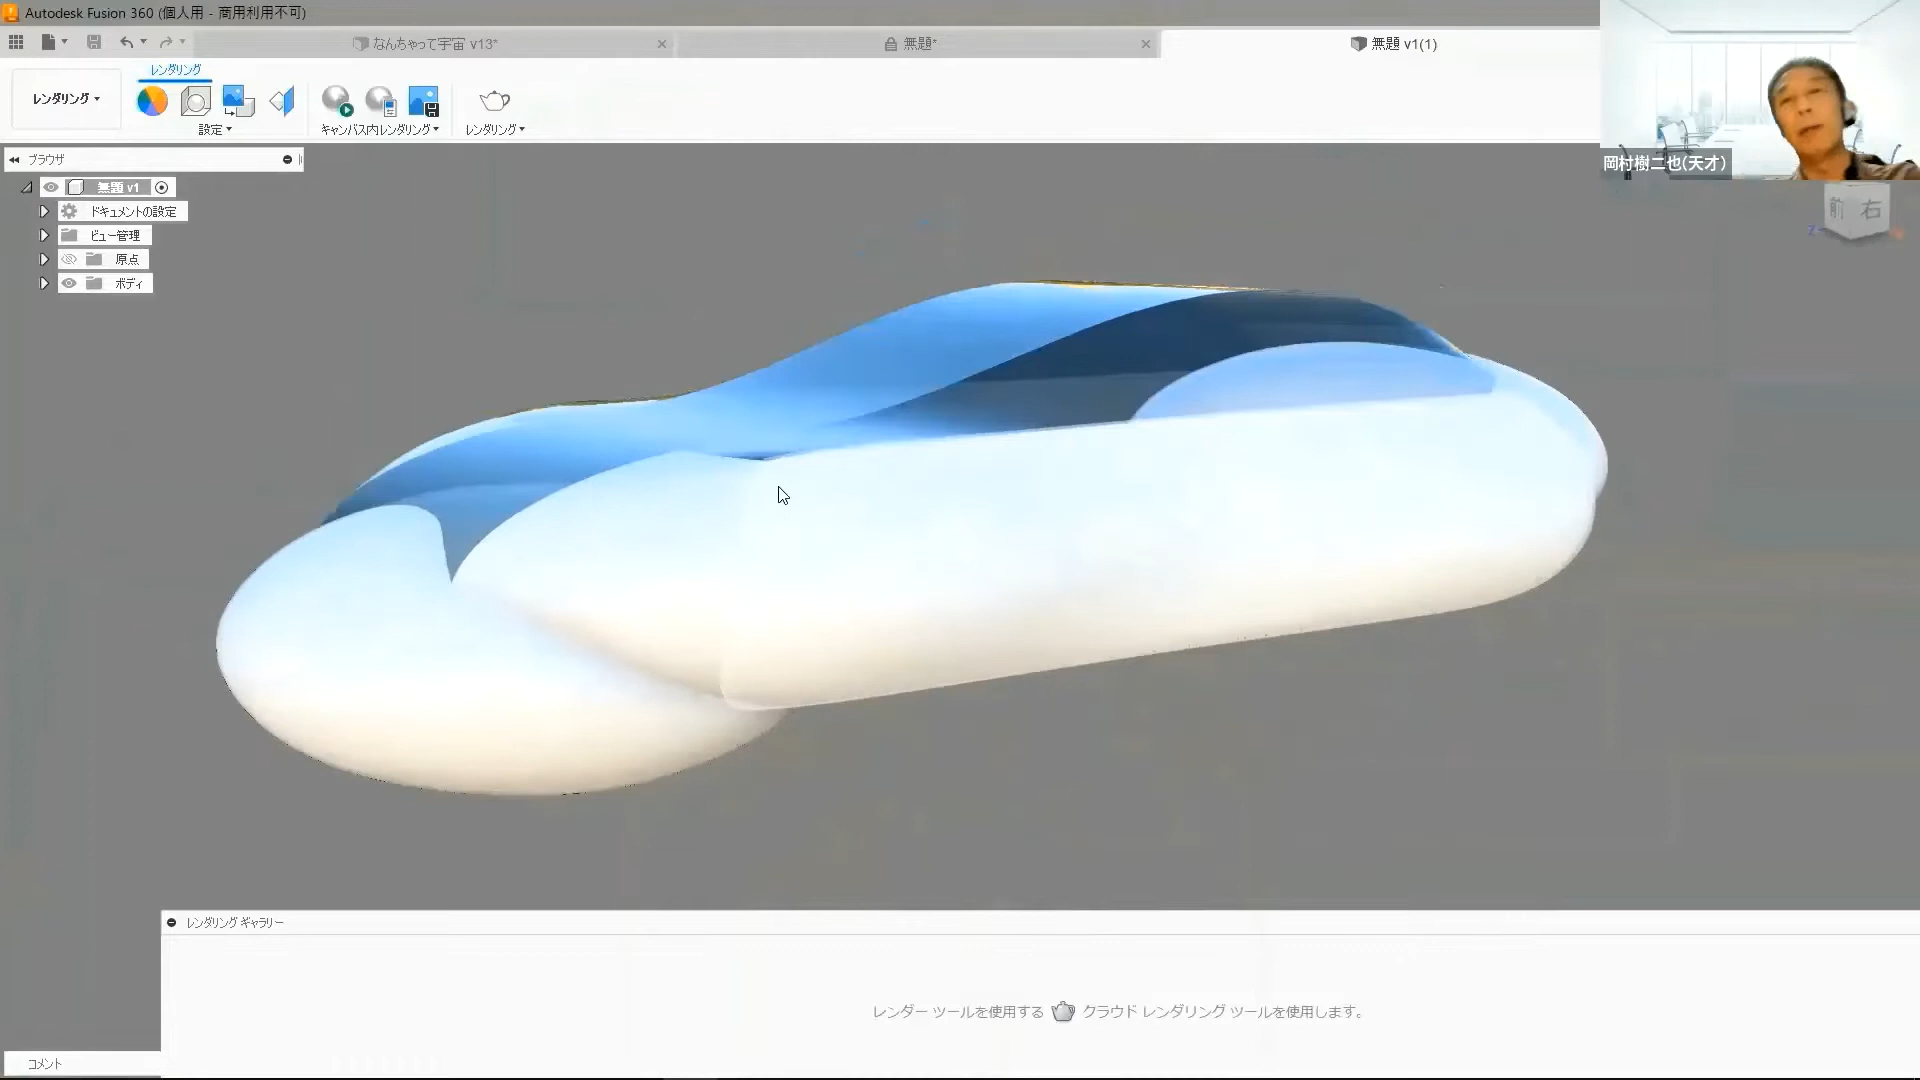 Autodesk Fusion 360 (個人用 - 商用利用不可)
なんちゃって宇宙 v13*
無題*
無題 v1(1)
レンダリング
レンダリング
設定
キャンバス内レンダリング
レンダリング
岡村樹二也(天才)
ブラウザ
無題 v1
ドキュメントの設定
ビュー管理
原点
ボディ
前 右
Z
レンダリング ギャラリー
レンダー ツールを使用する クラウド レンダリング ツールを使用します。
コメント